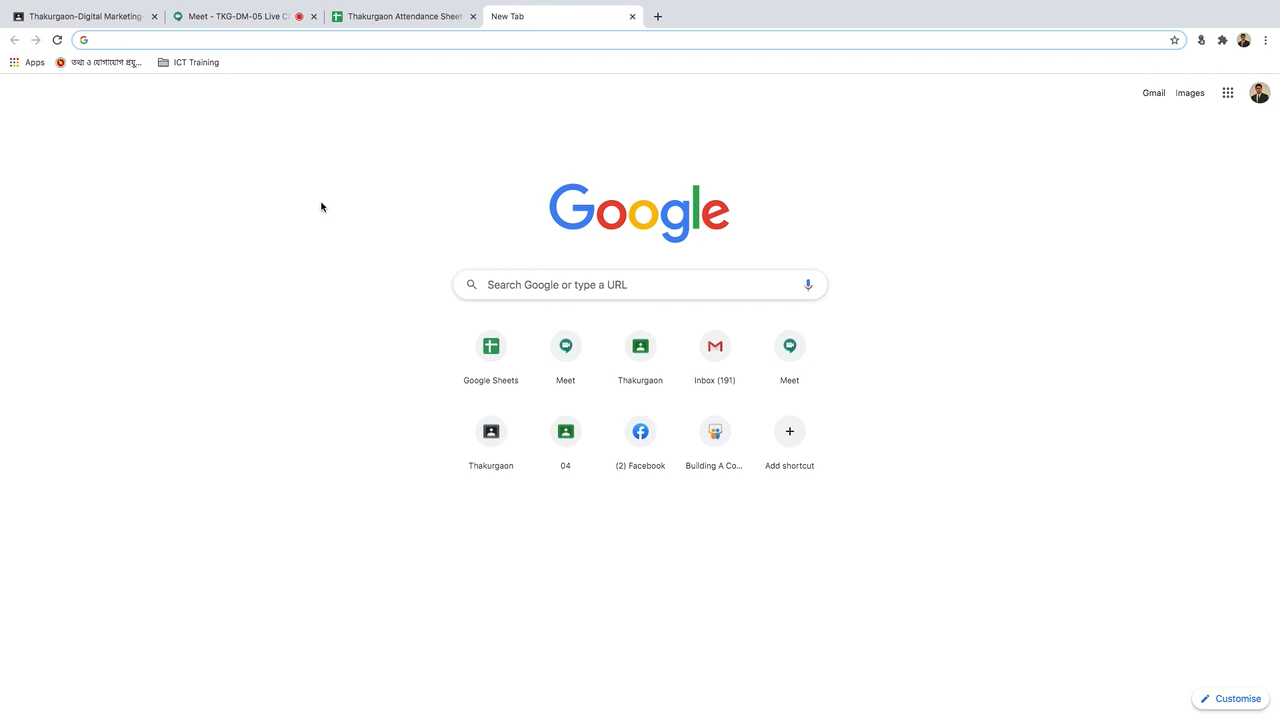 Thakurgaon-Digital Marketing-
Meet - TKG-DM-05 Live Cl
Thakurgaon Attendance Sheet
New Tab
Apps
তথ্য ও যোগাযোগ প্রযু...
ICT Training
Gmail
Images
Google
Search Google or type a URL
Google Sheets
Meet
Thakurgaon
Inbox (191)
Meet
Thakurgaon
04
(2) Facebook
Building A Co...
Add shortcut
Customise